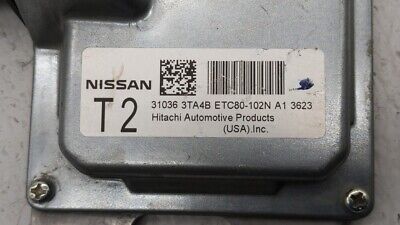 NISSAN
T2
31036 3TA4B ETC80-102N A1 3623
Hitachi Automotive Products
(USA).Inc.